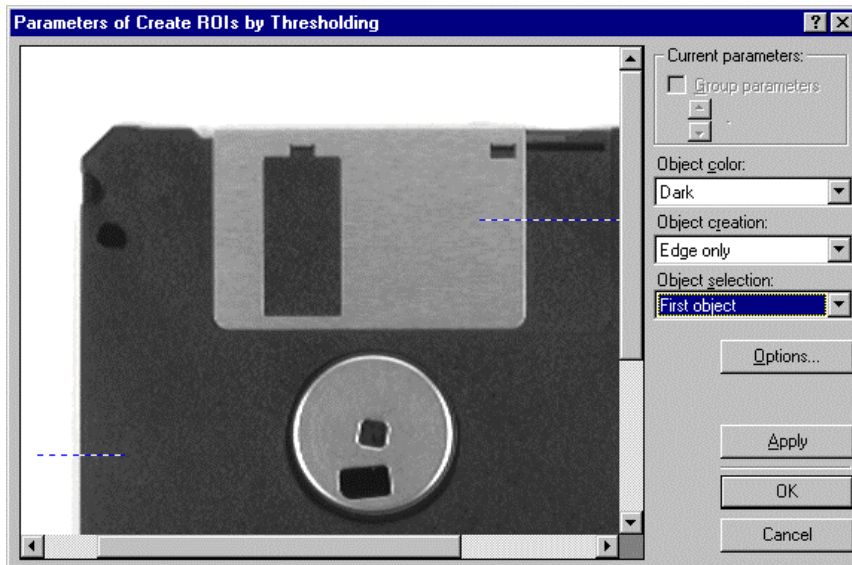 Parameters of Create ROIs by Thresholding
Current parameters:
Group parameters
-
Object color:
Dark
Object creation:
Edge only
Object selection:
First object
Options...
Apply
OK
Cancel